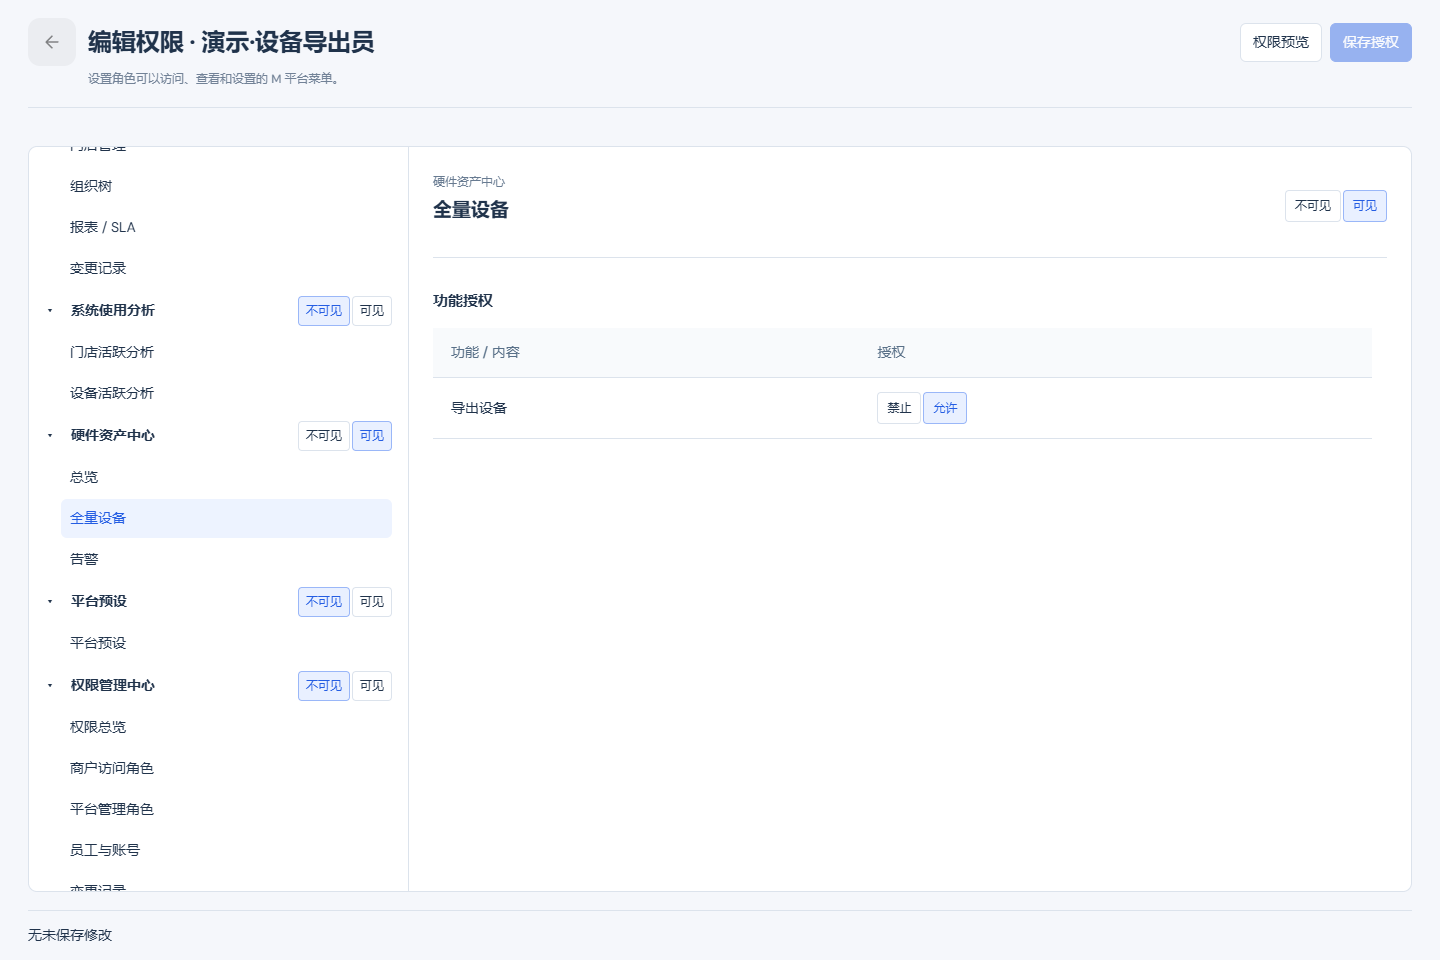 编辑权限 · 演示·设备导出员
设置角色可以访问、查看和设置的 M 平台菜单。
权限预览
保存授权
门店管理
组织树
报表 / SLA
变更记录
系统使用分析
不可见
可见
门店活跃分析
设备活跃分析
硬件资产中心
不可见
可见
总览
全量设备
告警
平台预设
不可见
可见
平台预设
权限管理中心
不可见
可见
权限总览
商户访问角色
平台管理角色
员工与账号
变更记录
硬件资产中心
全量设备
不可见
可见
功能授权
功能 / 内容
授权
导出设备
禁止
允许
无未保存修改